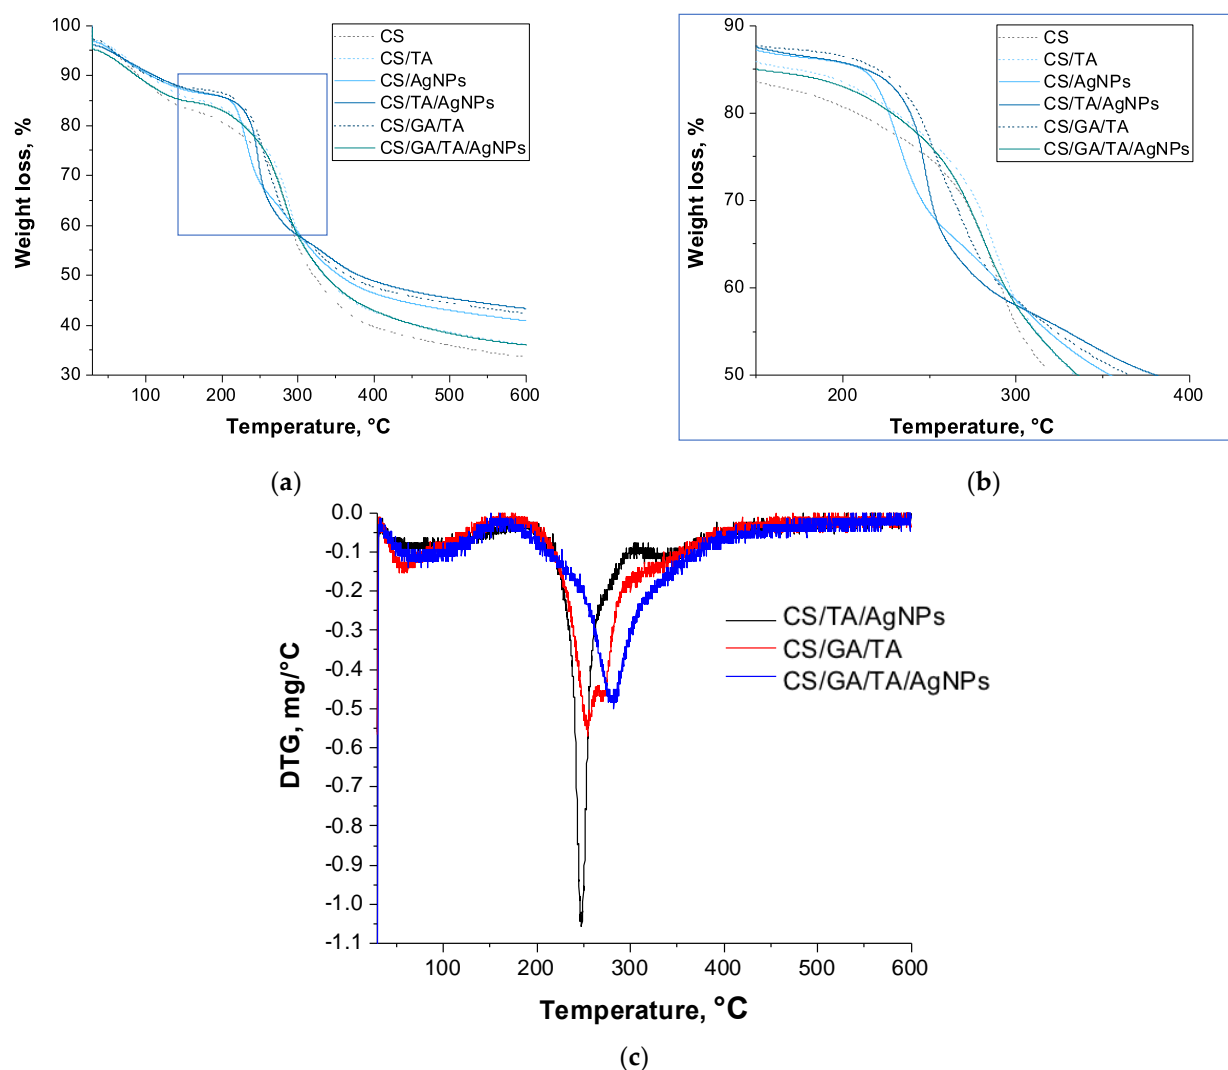 100
90
80
70
60
50
40
30
Weight loss, %
100
200
300
400
500
600
Temperature, °C
CS
CS/TA
CS/AgNPs
CS/TA/AgNPs
CS/GA/TA
CS/GA/TA/AgNPs
(a)
90
80
70
60
50
Weight loss, %
200
300
400
Temperature, °C
CS
CS/TA
CS/AgNPs
CS/TA/AgNPs
CS/GA/TA
CS/GA/TA/AgNPs
(b)
0.0
-0.1
-0.2
-0.3
-0.4
-0.5
-0.6
-0.7
-0.8
-0.9
-1.0
-1.1
DTG, mg/°C
100
200
300
400
500
600
Temperature, °C
CS/TA/AgNPs
CS/GA/TA
CS/GA/TA/AgNPs
(c)